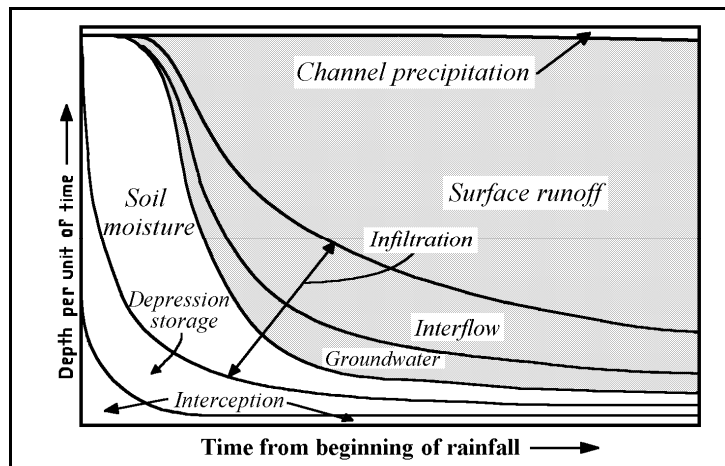 Channel precipitation
Surface runoff
Soil
moisture
Infiltration
Depression
storage
Interflow
Groundwater
Interception
Depth per unit of time
Time from beginning of rainfall